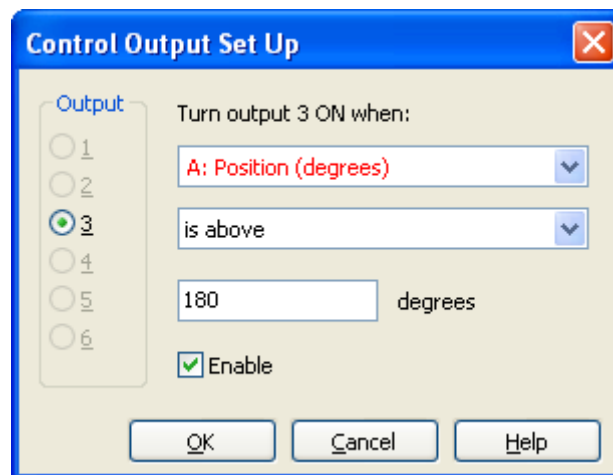 Control Output Set Up
Output
1
2
3
4
5
6
Turn output 3 ON when:
A: Position (degrees)
is above
180 degrees
Enable
OK Cancel Help